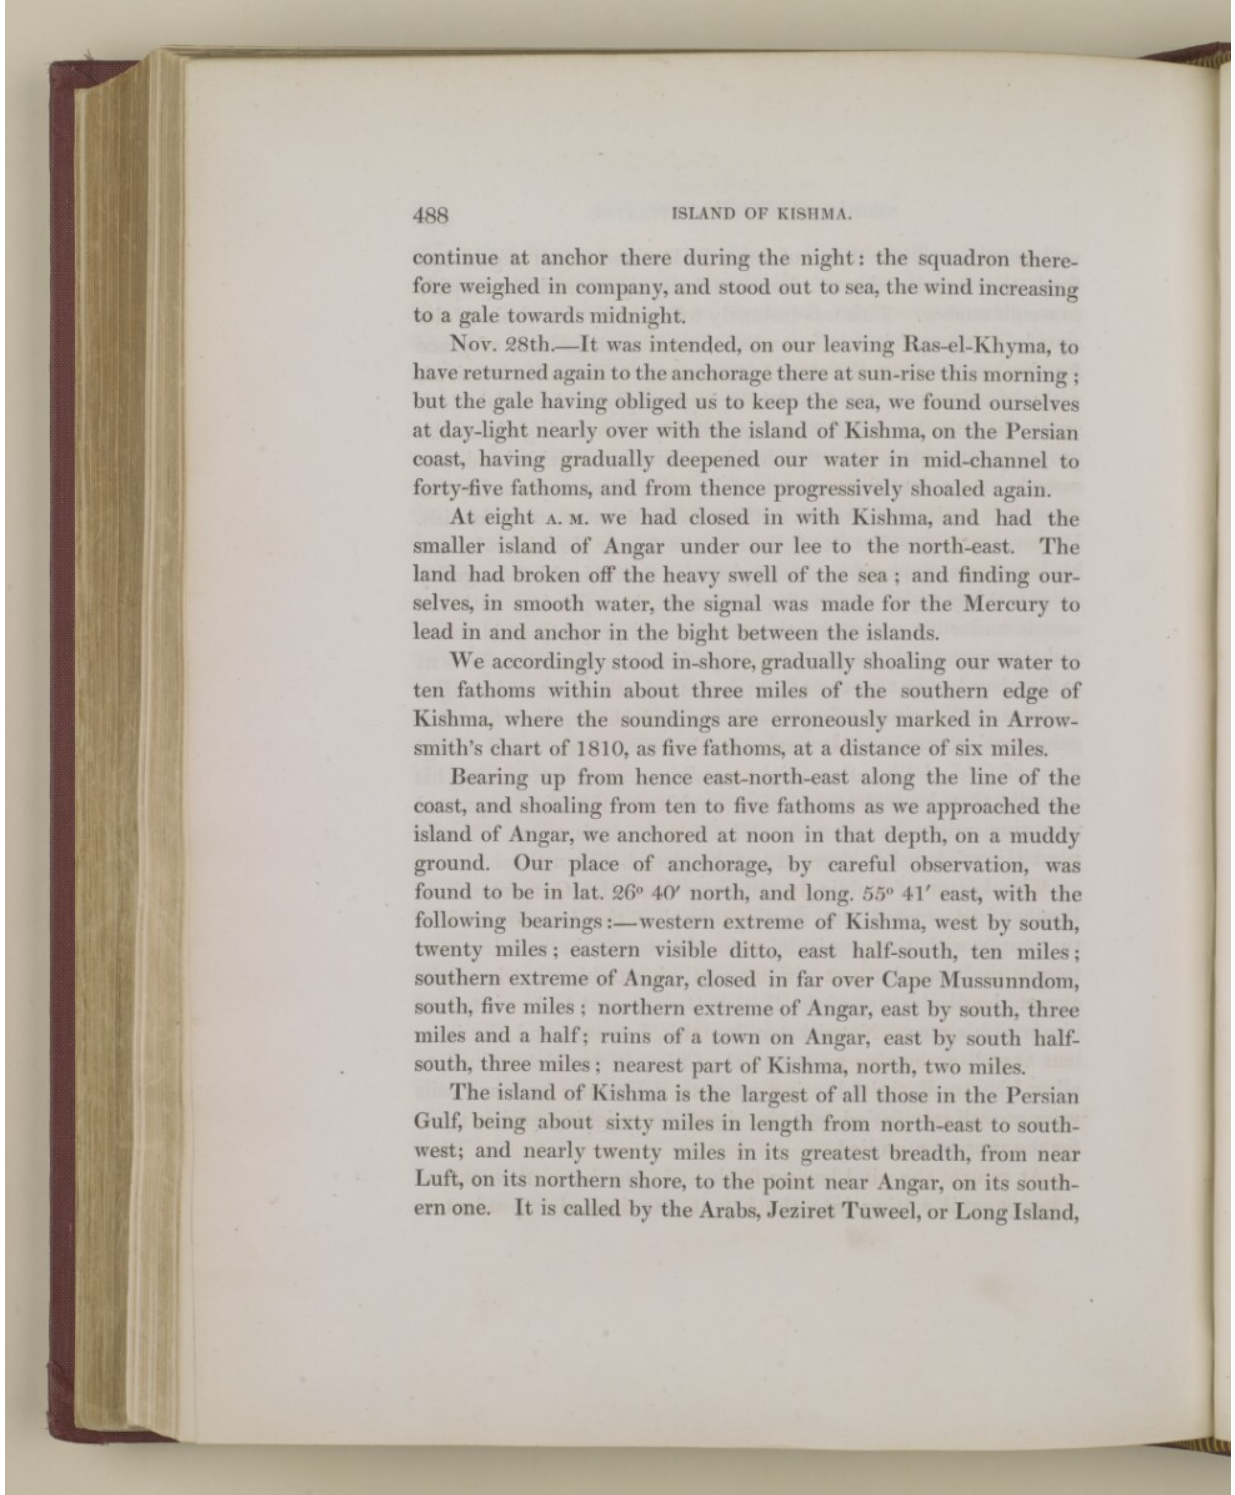 488 ISLAND OF KISHMA.
continue at anchor there during the night: the squadron there-
fore weighed in company, and stood out to sea, the wind increasing
to a gale towards midnight.
Nov. 28th.—It was intended, on our leaving Ras-el-Khyma, to
have returned again to the anchorage there at sun-rise this morning ;
but the gale having obliged us to keep the sea, we found ourselves
at day-light nearly over with the island of Kishma, on the Persian
coast, having gradually deepened our water in mid-channel to
forty-five fathoms, and from thence progressively shoaled again.
At eight A. M. we had closed in with Kishma, and had the
smaller island of Angar under our lee to the north-east. The
land had broken off the heavy swell of the sea ; and finding our-
selves, in smooth water, the signal was made for the Mercury to
lead in and anchor in the bight between the islands.
We accordingly stood in-shore, gradually shoaling our water to
ten fathoms within about three miles of the southern edge of
Kishma, where the soundings are erroneously marked in Arrow-
smith's chart of 1810, as five fathoms, at a distance of six miles.
Bearing up from hence east-north-east along the line of the
coast, and shoaling from ten to five fathoms as we approached the
island of Angar, we anchored at noon in that depth, on a muddy
ground. Our place of anchorage, by careful observation, was
found to be in lat. 26º 40′ north, and long. 55º 41′ east, with the
following bearings :—western extreme of Kishma, west by south,
twenty miles ; eastern visible ditto, east half-south, ten miles ;
southern extreme of Angar, closed in far over Cape Mussunndom,
south, five miles ; northern extreme of Angar, east by south, three
miles and a half; ruins of a town on Angar, east by south half-
south, three miles ; nearest part of Kishma, north, two miles.
The island of Kishma is the largest of all those in the Persian
Gulf, being about sixty miles in length from north-east to south-
west; and nearly twenty miles in its greatest breadth, from near
Luft, on its northern shore, to the point near Angar, on its south-
ern one. It is called by the Arabs, Jeziret Tuweel, or Long Island,